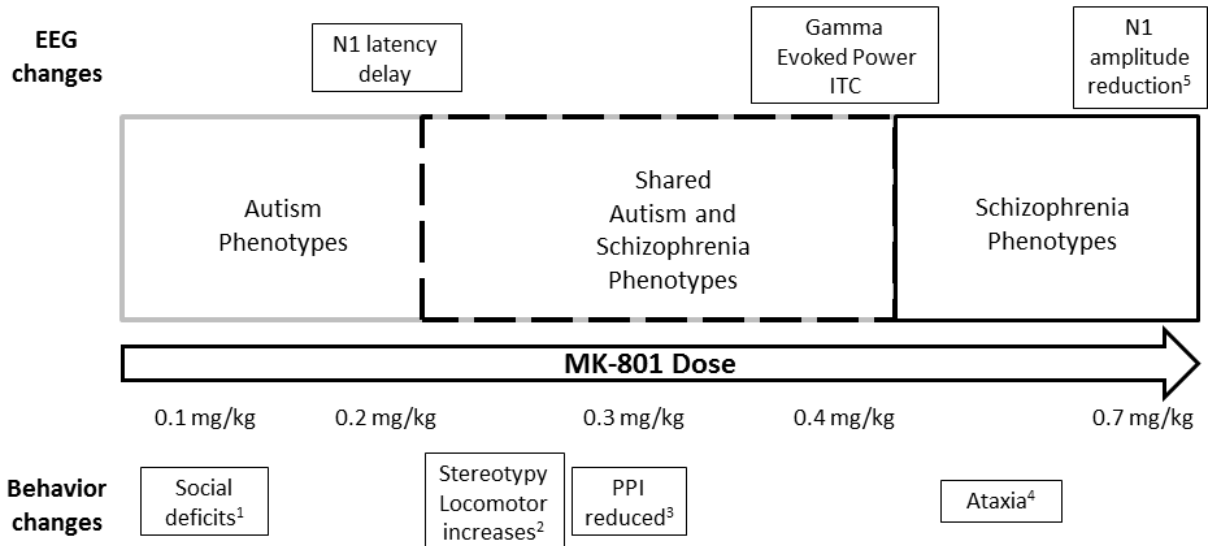 EEG
changes
N1 latency
delay
Gamma
Evoked Power
ITC
N1
amplitude
reduction⁵
Autism
Phenotypes
Shared
Autism and
Schizophrenia
Phenotypes
Schizophrenia
Phenotypes
MK-801 Dose
0.1 mg/kg
0.2 mg/kg
0.3 mg/kg
0.4 mg/kg
0.7 mg/kg
Behavior
changes
Social
deficits¹
Stereotypy
Locomotor
increases²
PPI
reduced³
Ataxia⁴